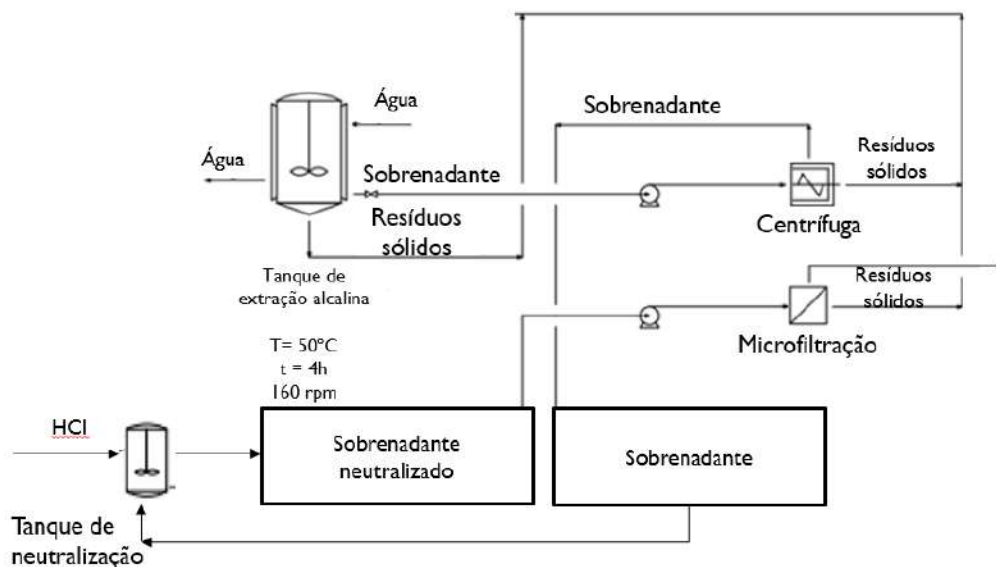 Água
Água
Sobrenadante
Sobrenadante
Resíduos
sólidos
Resíduos
sólidos
Centrífuga
Tanque de
extração alcalina
Resíduos
sólidos
Microfiltração
T= 50°C
t = 4h
160 rpm
HCl
Sobrenadante
neutralizado
Sobrenadante
Tanque de
neutralização